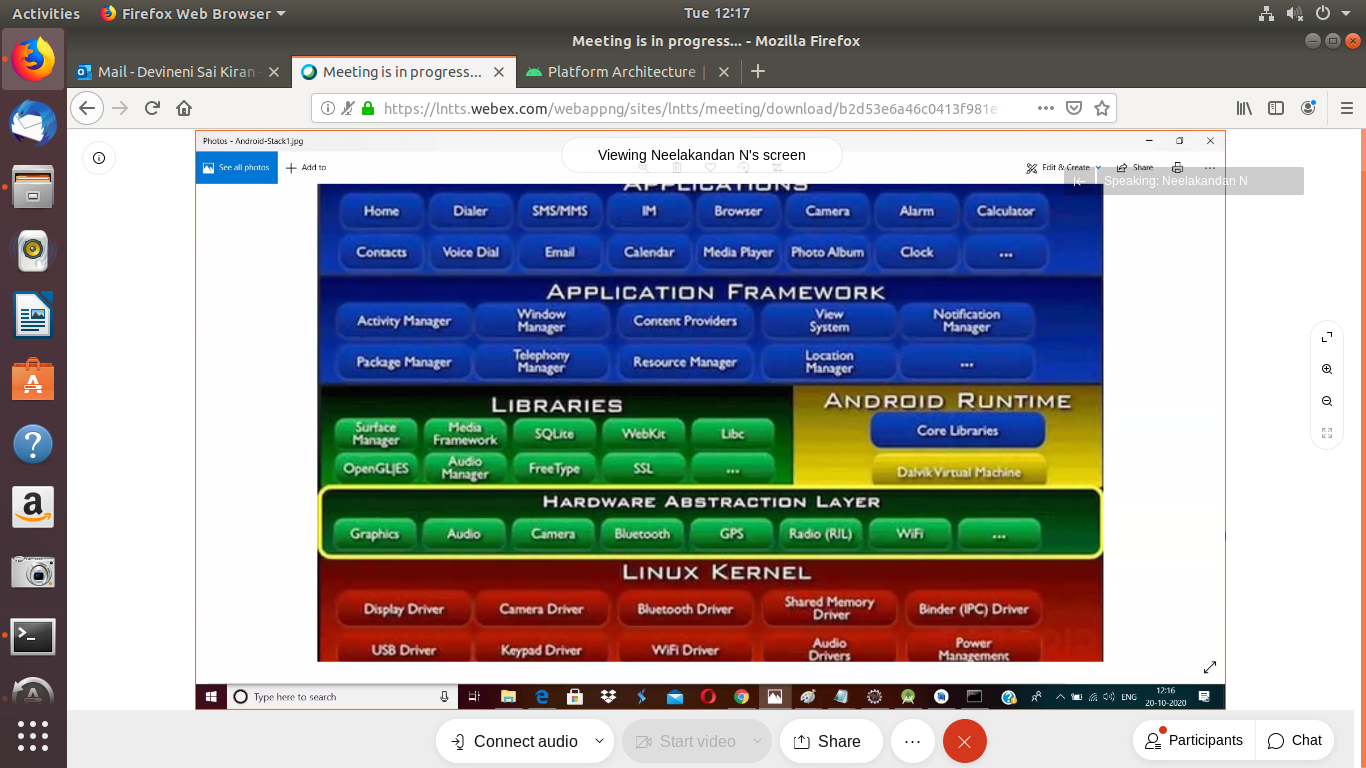 Activities Firefox Web Browser Tue 12:17
Meeting is in progress... - Mozilla Firefox
Mail - Devineni Sai Kiran - Meeting is in progress... Platform Architecture |
https://lntts.webex.com/webappng/sites/lntts/meeting/download/b2d53e6a46c0413f981e
Photos - Android-Stack1.jpg
Viewing Neelakandan N's screen
See all photos Add to Edit & Create Share
Speaking: Neelakandan N
APPLICATIONS
Home Dialer SMS/MMS IM Browser Camera Alarm Calculator
Contacts Voice Dial Email Calendar Media Player Photo Album Clock ...
APPLICATION FRAMEWORK
Activity Manager Window Manager Content Providers View System Notification Manager
Package Manager Telephony Manager Resource Manager Location Manager ...
LIBRARIES ANDROID RUNTIME
Surface Manager Media Framework SQLite WebKit Libc Core Libraries
OpenGL|ES Audio Manager FreeType SSL ... Dalvik Virtual Machine
HARDWARE ABSTRACTION LAYER
Graphics Audio Camera Bluetooth GPS Radio (RIL) WiFi ...
LINUX KERNEL
Display Driver Camera Driver Bluetooth Driver Shared Memory Driver Binder (IPC) Driver
USB Driver Keypad Driver WiFi Driver Audio Drivers Power Management
Type here to search ENG 12:16
20-10-2020
Connect audio Start video Share ... Participants Chat